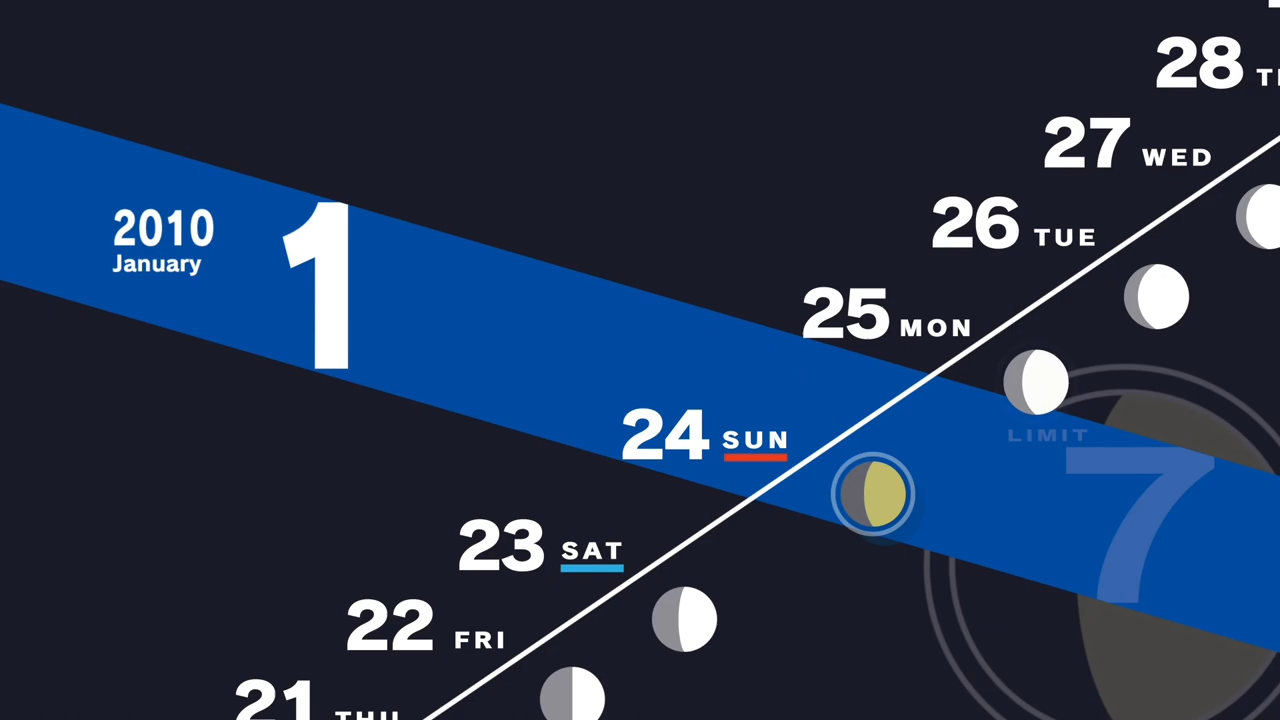 28
27 WED
26 TUE
2010
January
1
25 MON
LIMIT
7
24 SUN
23 SAT
22 FRI
21 THU